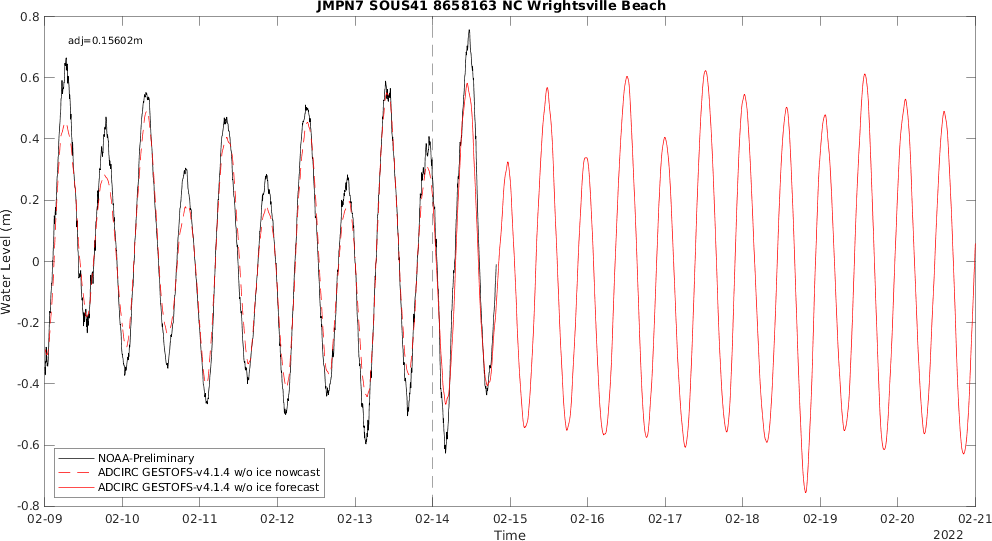 JMPN7 SOUS41 8658163 NC Wrightsville Beach
adj=0.15602m
0.8
0.6
0.4
0.2
0
-0.2
-0.4
-0.6
-0.8
Water Level (m)
NOAA-Preliminary
ADCIRC GESTOFS-v4.1.4 w/o ice nowcast
ADCIRC GESTOFS-v4.1.4 w/o ice forecast
02-09 02-10 02-11 02-12 02-13 02-14 02-15 02-16 02-17 02-18 02-19 02-20 02-21
Time
2022